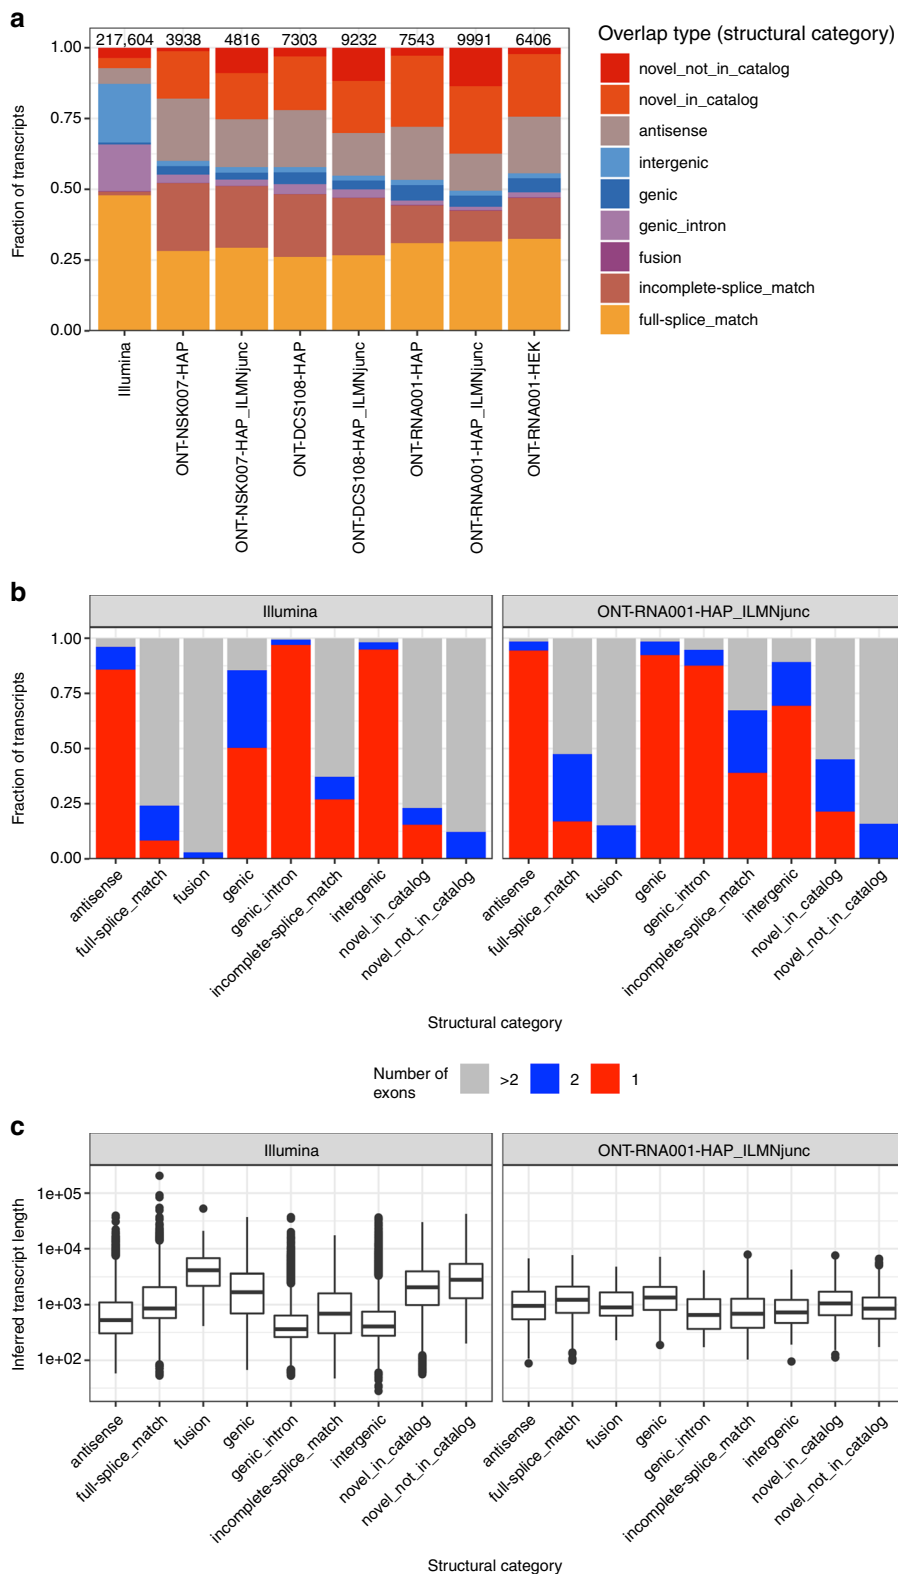 a
217,604 3938 4816 7303 9232 7543 9991 6406
1.00
0.75
0.50
0.25
0.00
Fraction of transcripts
Illumina
ONT-NSK007-HAP
ONT-NSK007-HAP_ILMNjunc
ONT-DCS108-HAP
ONT-DCS108-HAP_ILMNjunc
ONT-RNA001-HAP
ONT-RNA001-HAP_ILMNjunc
ONT-RNA001-HEK
Overlap type (structural category)
novel_not_in_catalog
novel_in_catalog
antisense
intergenic
genic
genic_intron
fusion
incomplete-splice_match
full-splice_match
b
Illumina
ONT-RNA001-HAP_ILMNjunc
1.00
0.75
0.50
0.25
0.00
Fraction of transcripts
antisense
full-splice_match
fusion
genic
genic_intron
incomplete-splice_match
intergenic
novel_in_catalog
novel_not_in_catalog
antisense
full-splice_match
fusion
genic
genic_intron
incomplete-splice_match
intergenic
novel_in_catalog
novel_not_in_catalog
Structural category
Number of
exons
>2
2
1
c
Illumina
ONT-RNA001-HAP_ILMNjunc
1e+05
1e+04
1e+03
1e+02
Inferred transcript length
antisense
full-splice_match
fusion
genic
genic_intron
incomplete-splice_match
intergenic
novel_in_catalog
novel_not_in_catalog
antisense
full-splice_match
fusion
genic
genic_intron
incomplete-splice_match
intergenic
novel_in_catalog
novel_not_in_catalog
Structural category